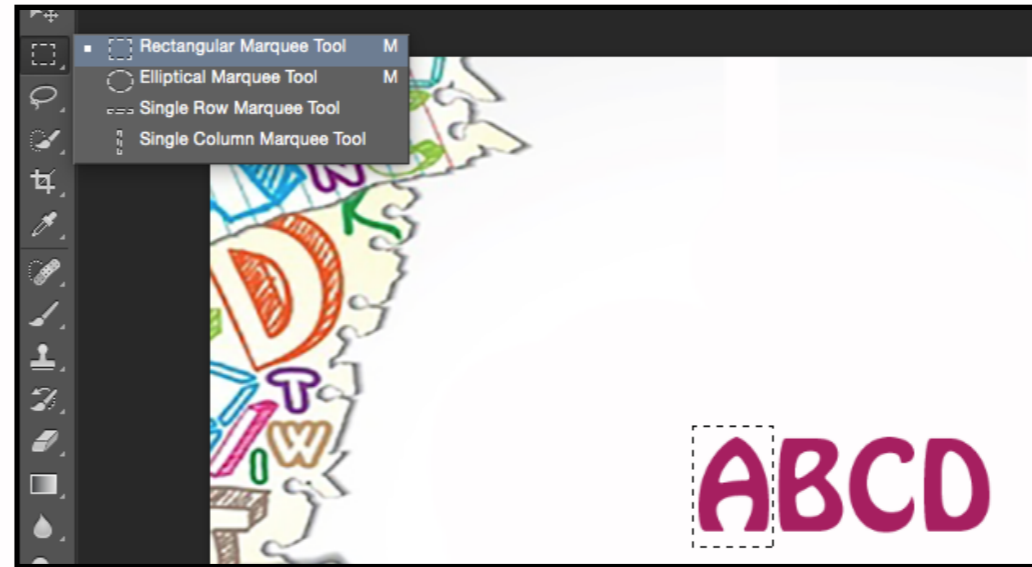 Rectangular Marquee Tool M
Elliptical Marquee Tool M
Single Row Marquee Tool
Single Column Marquee Tool
N
K
D
T
W
I
T
ABCD